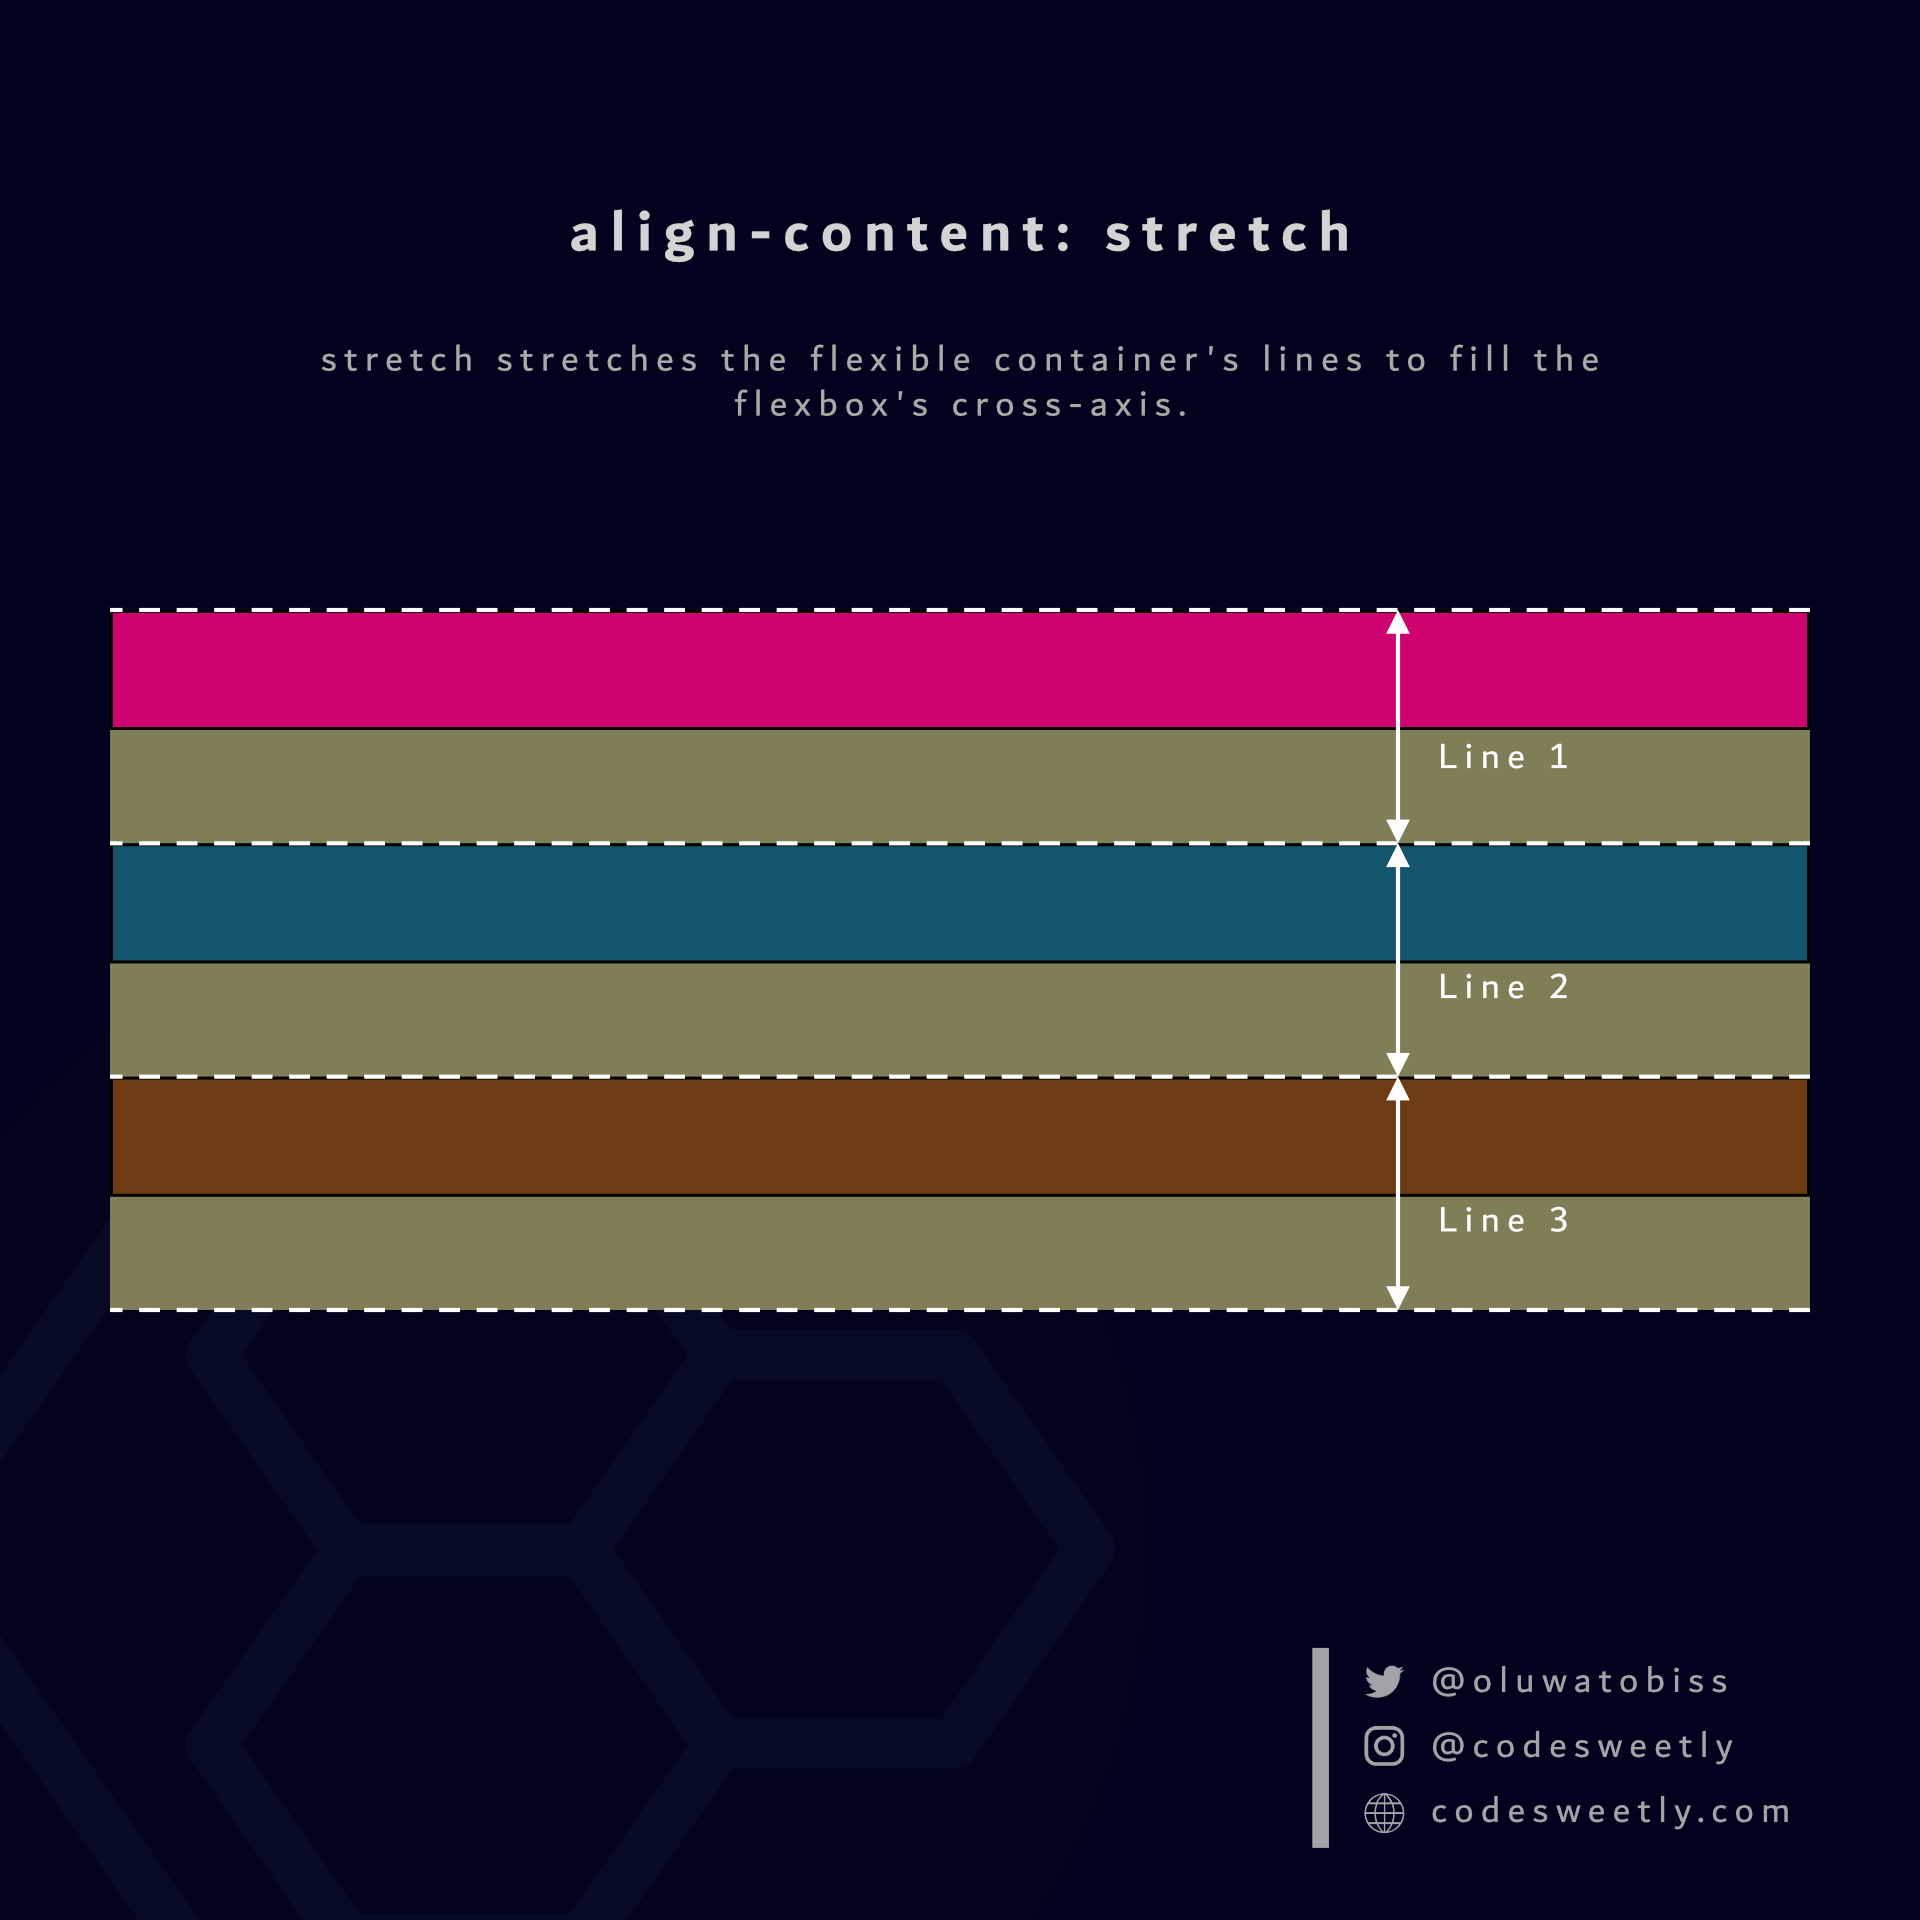 align-content: stretch
stretch stretches the flexible container's lines to fill the
flexbox's cross-axis.
Line 1
Line 2
Line 3
@oluwatobiss
@codesweetly
codesweetly.com